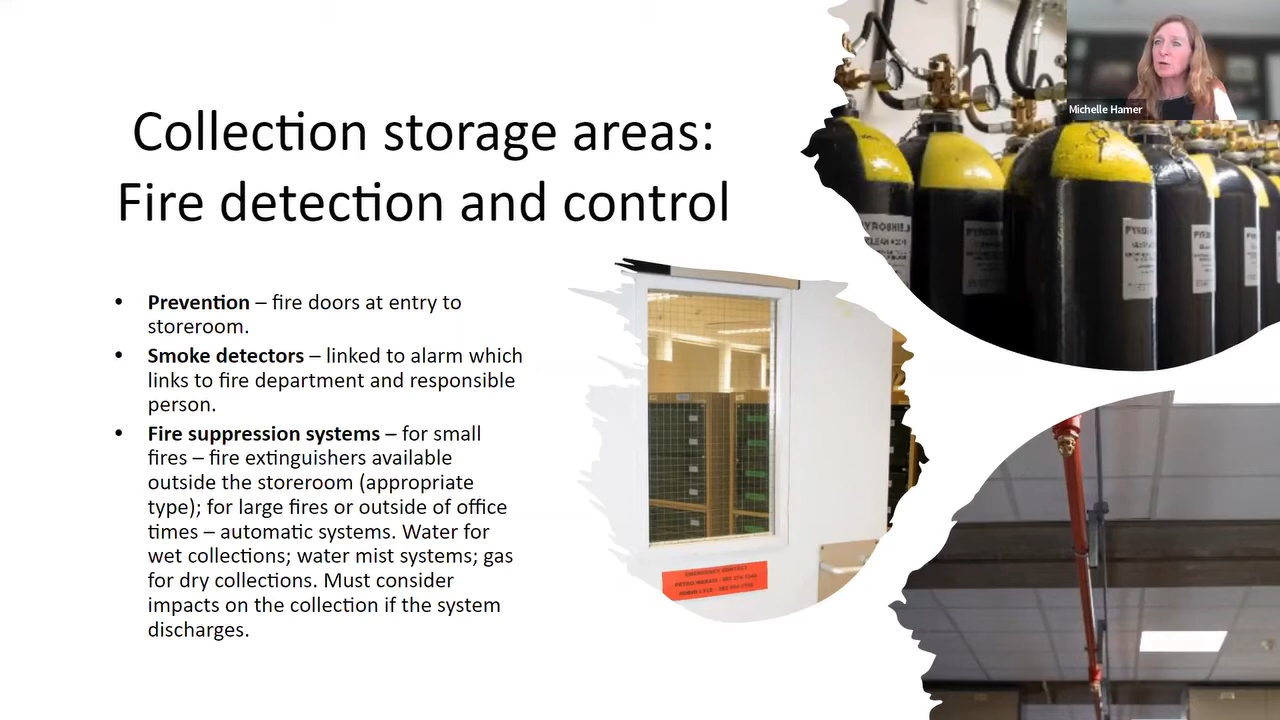 Collection storage areas:
Fire detection and control
Michelle Hamer
• Prevention – fire doors at entry to
storeroom.
• Smoke detectors – linked to alarm which
links to fire department and responsible
person.
• Fire suppression systems – for small
fires – fire extinguishers available
outside the storeroom (appropriate
type); for large fires or outside of office
times – automatic systems. Water for
wet collections; water mist systems; gas
for dry collections. Must consider
impacts on the collection if the system
discharges.